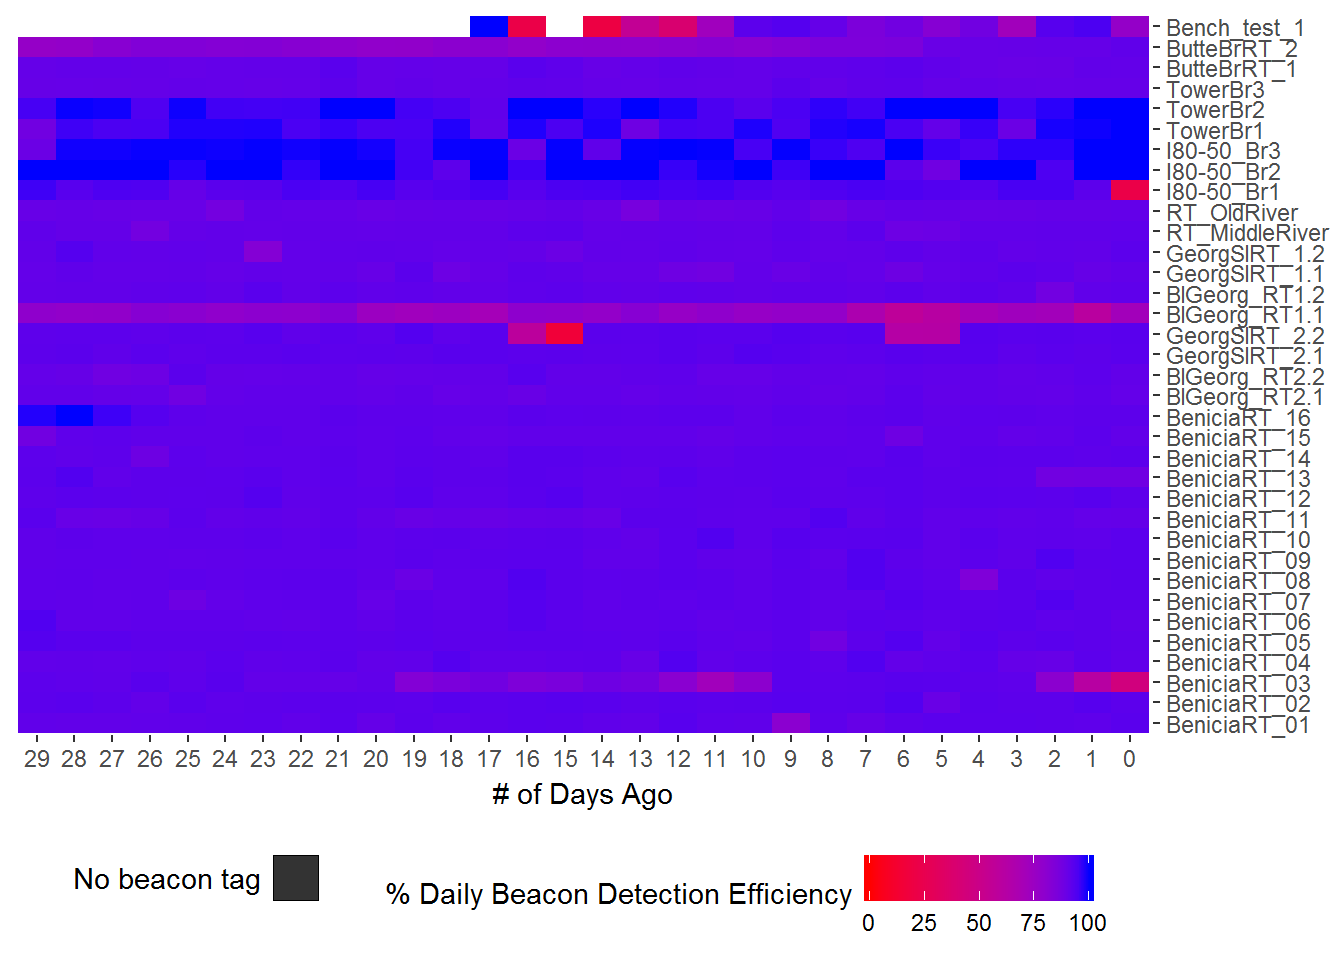 Bench_test_1
ButteBrRT_2
ButteBrRT_1
TowerBr3
TowerBr2
TowerBr1
I80-50_Br3
I80-50_Br2
I80-50_Br1
RT_OldRiver
RT_MiddleRiver
GeorgSlRT_1.2
GeorgSlRT_1.1
BlGeorg_RT1.2
BlGeorg_RT1.1
GeorgSlRT_2.2
GeorgSlRT_2.1
BlGeorg_RT2.2
BlGeorg_RT2.1
BeniciaRT_16
BeniciaRT_15
BeniciaRT_14
BeniciaRT_13
BeniciaRT_12
BeniciaRT_11
BeniciaRT_10
BeniciaRT_09
BeniciaRT_08
BeniciaRT_07
BeniciaRT_06
BeniciaRT_05
BeniciaRT_04
BeniciaRT_03
BeniciaRT_02
BeniciaRT_01
29 28 27 26 25 24 23 22 21 20 19 18 17 16 15 14 13 12 11 10 9 8 7 6 5 4 3 2 1 0
# of Days Ago
No beacon tag
% Daily Beacon Detection Efficiency
0 25 50 75 100